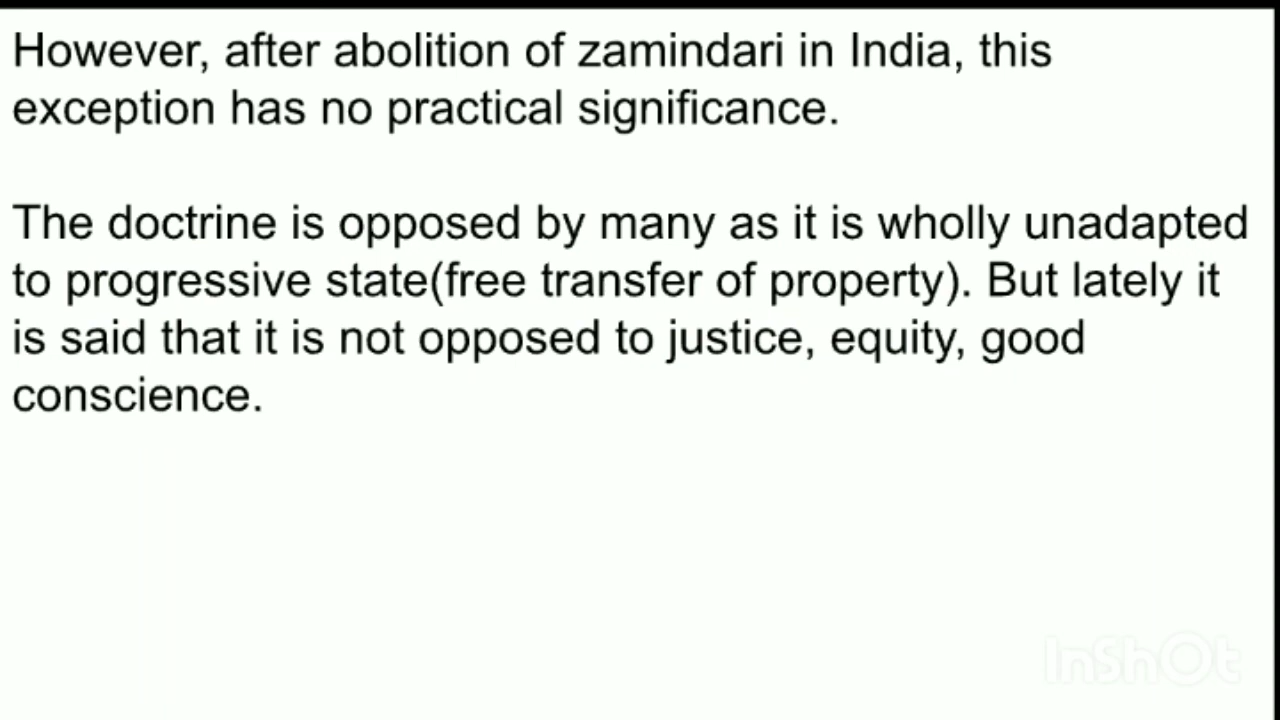 However, after abolition of zamindari in India, this
exception has no practical significance.
The doctrine is opposed by many as it is wholly unadapted
to progressive state(free transfer of property). But lately it
is said that it is not opposed to justice, equity, good
conscience.
InShOt